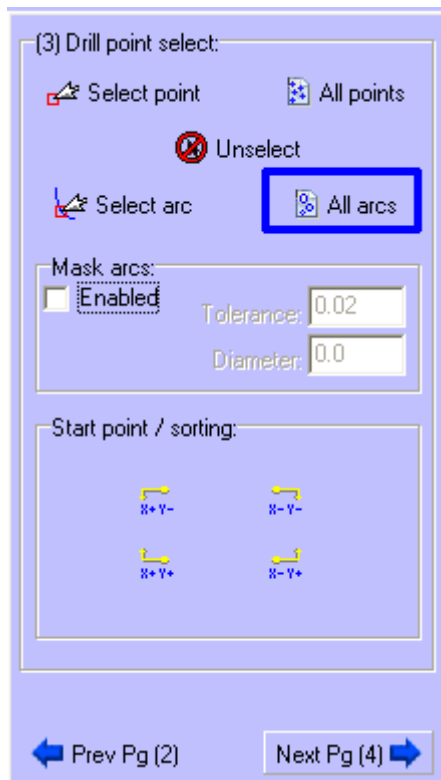 (3) Drill point select:
Select point All points
Unselect
Select arc All arcs
Mask arcs:
Enabled
Tolerance: 0.02
Diameter: 0.0
Start point / sorting:
X+Y- X-Y-
X+Y+ X-Y+
Prev Pg (2) Next Pg (4)